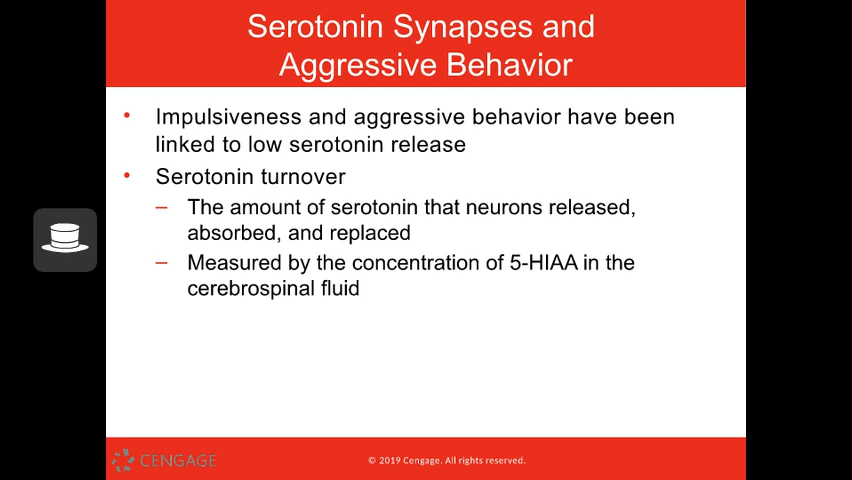 Serotonin Synapses and
Aggressive Behavior
• Impulsiveness and aggressive behavior have been
linked to low serotonin release
• Serotonin turnover
– The amount of serotonin that neurons released,
absorbed, and replaced
– Measured by the concentration of 5-HIAA in the
cerebrospinal fluid
CENGAGE
© 2019 Cengage. All rights reserved.